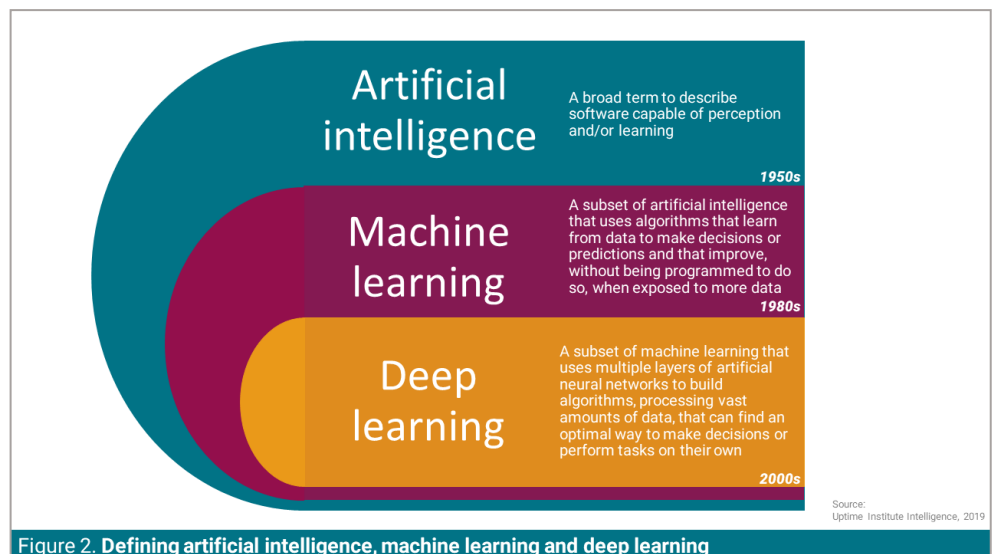 Artificial
intelligence
A broad term to describe
software capable of perception
and/or learning
1950s
Machine
learning
A subset of artificial intelligence
that uses algorithms that learn
from data to make decisions or
predictions and that improve,
without being programmed to do
so, when exposed to more data
1980s
Deep
learning
A subset of machine learning that
uses multiple layers of artificial
neural networks to build
algorithms, processing vast
amounts of data, that can find an
optimal way to make decisions or
perform tasks on their own
2000s
Source:
Uptime Institute Intelligence, 2019
Figure 2. Defining artificial intelligence, machine learning and deep learning